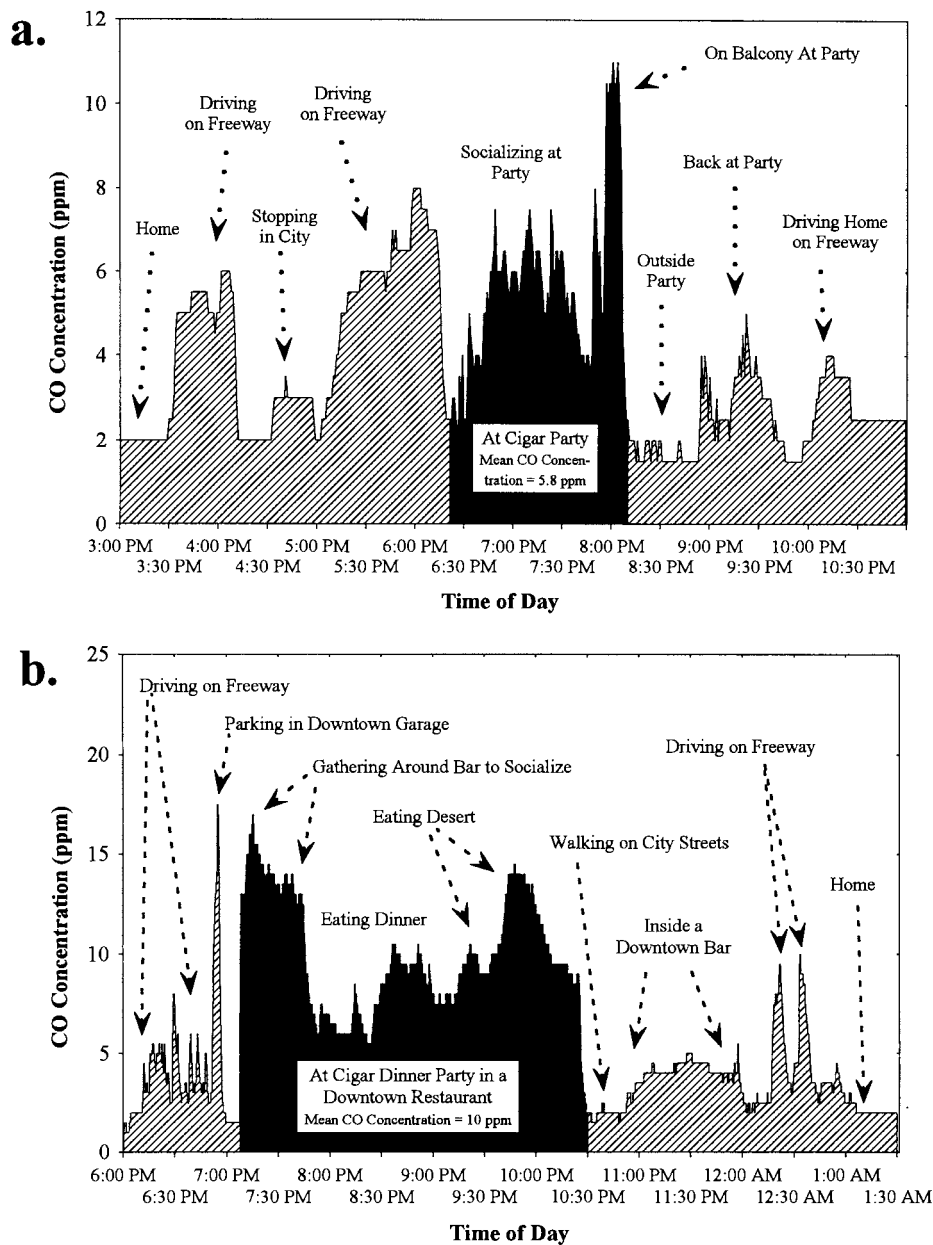 a.
12
10
8
6
4
2
0
CO Concentration (ppm)
On Balcony At Party
Driving
on Freeway
Driving
on Freeway
Socializing at
Party
Back at Party
Home
Stopping
in City
Outside
Party
Driving Home
on Freeway
At Cigar Party
Mean CO Concen-
tration = 5.8 ppm
3:00 PM 4:00 PM 5:00 PM 6:00 PM 7:00 PM 8:00 PM 9:00 PM 10:00 PM
3:30 PM 4:30 PM 5:30 PM 6:30 PM 7:30 PM 8:30 PM 9:30 PM 10:30 PM
Time of Day
b.
25
20
15
10
5
0
CO Concentration (ppm)
Driving on Freeway
Parking in Downtown Garage
Gathering Around Bar to Socialize
Driving on Freeway
Eating Desert
Walking on City Streets
Home
Eating Dinner
Inside a
Downtown Bar
At Cigar Dinner Party in a
Downtown Restaurant
Mean CO Concentration = 10 ppm
6:00 PM 7:00 PM 8:00 PM 9:00 PM 10:00 PM 11:00 PM 12:00 AM 1:00 AM
6:30 PM 7:30 PM 8:30 PM 9:30 PM 10:30 PM 11:30 PM 12:30 AM 1:30 AM
Time of Day